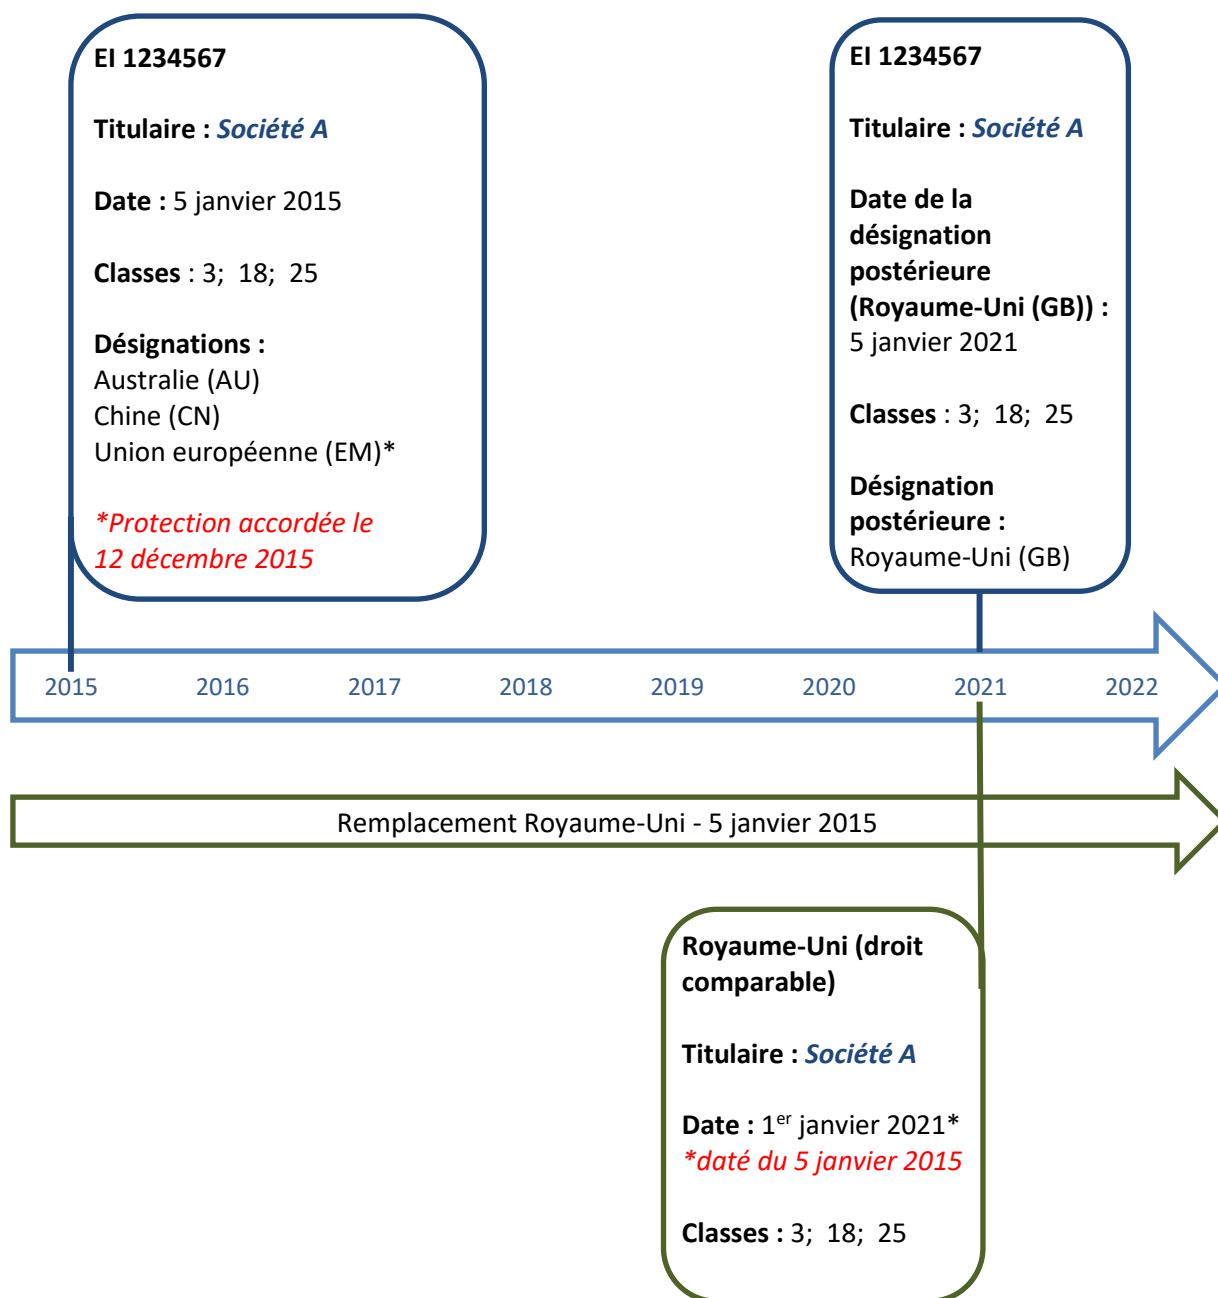 EI 1234567
Titulaire : Société A
Date : 5 janvier 2015
Classes : 3;  18;  25
Désignations :
Australie (AU)
Chine (CN)
Union européenne (EM)*
*Protection accordée le
12 décembre 2015
EI 1234567
Titulaire : Société A
Date de la
désignation
postérieure
(Royaume-Uni (GB)) :
5 janvier 2021
Classes : 3;  18;  25
Désignation
postérieure :
Royaume-Uni (GB)
2015 2016 2017 2018 2019 2020 2021 2022
Remplacement Royaume-Uni - 5 janvier 2015
Royaume-Uni (droit
comparable)
Titulaire : Société A
Date : 1er janvier 2021*
*daté du 5 janvier 2015
Classes : 3;  18;  25